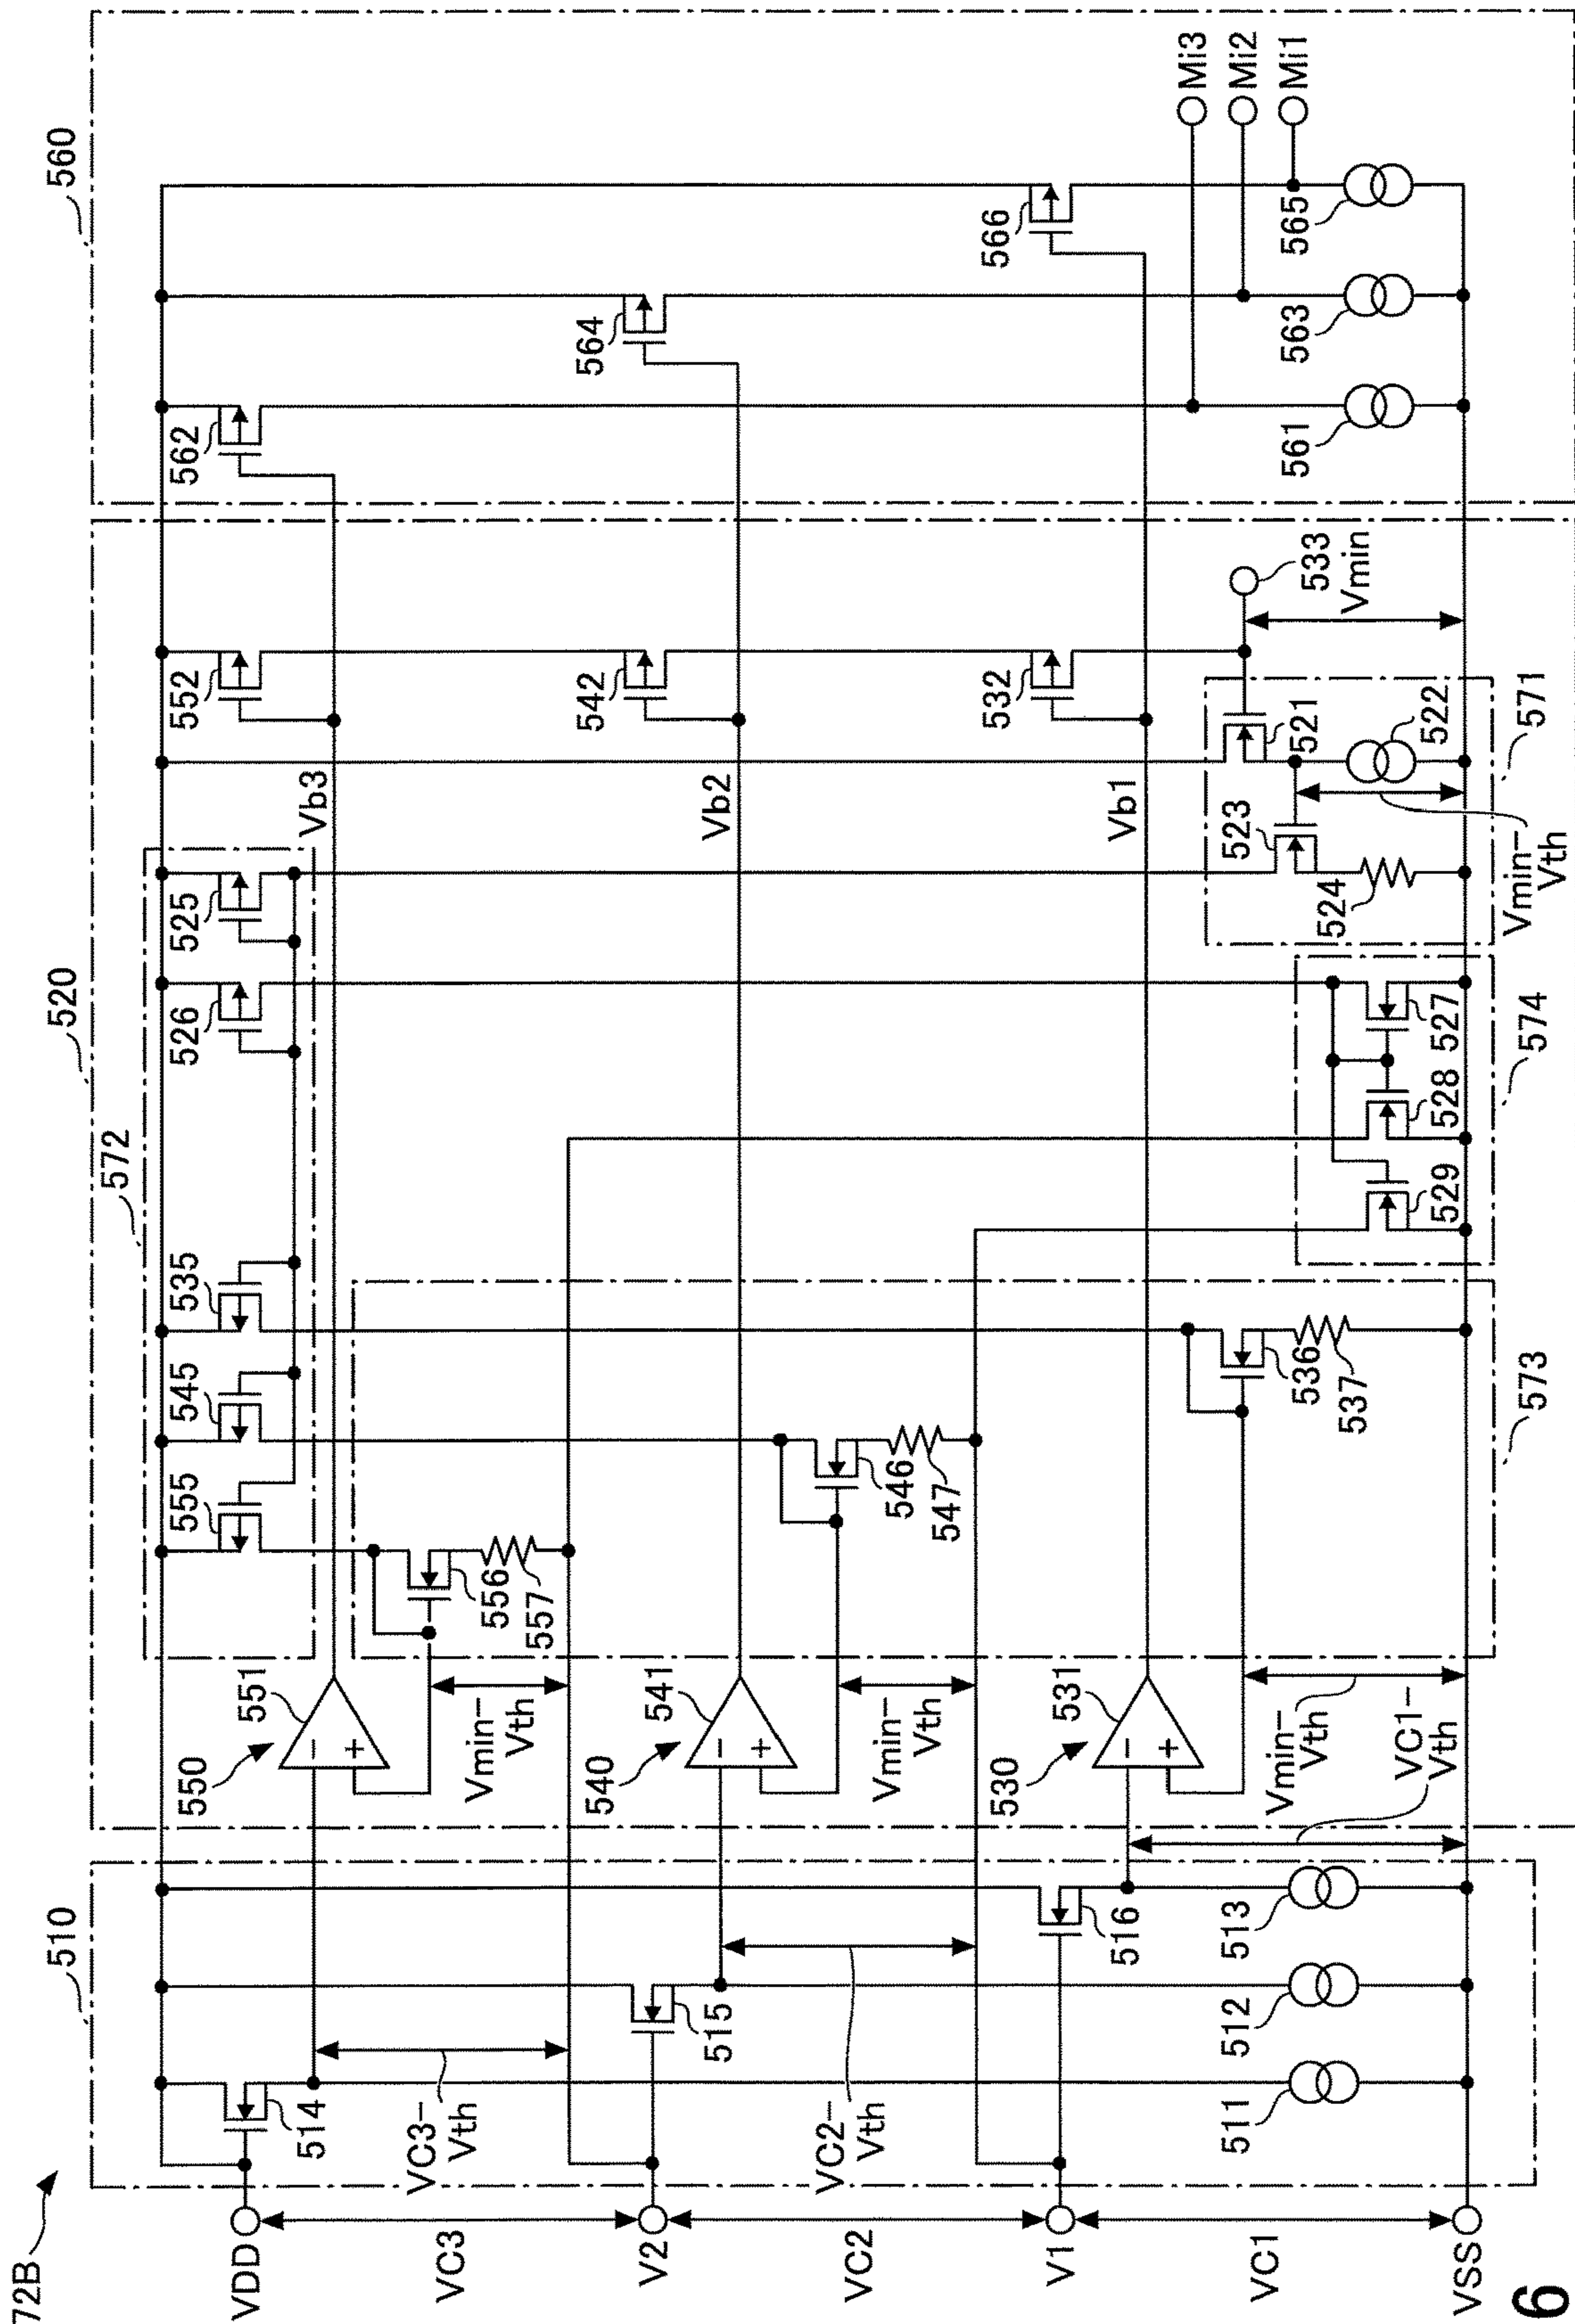 72B
510
520
560
572
VDD
VC3
V2
VC2
V1
VC1
VSS
514
515
516
511
512
513
VC3-
Vth
VC2-
Vth
VC1-
Vth
550
551
540
541
530
531
Vmin-
Vth
Vmin-
Vth
Vmin-
Vth
555
545
535
526
525
556
557
546
547
536
537
573
529
528
527
574
Vb3
Vb2
Vb1
552
542
532
523
524
521
522
571
Vmin-
Vth
533
Vmin
562
564
566
561
563
565
Mi3
Mi2
Mi1
6